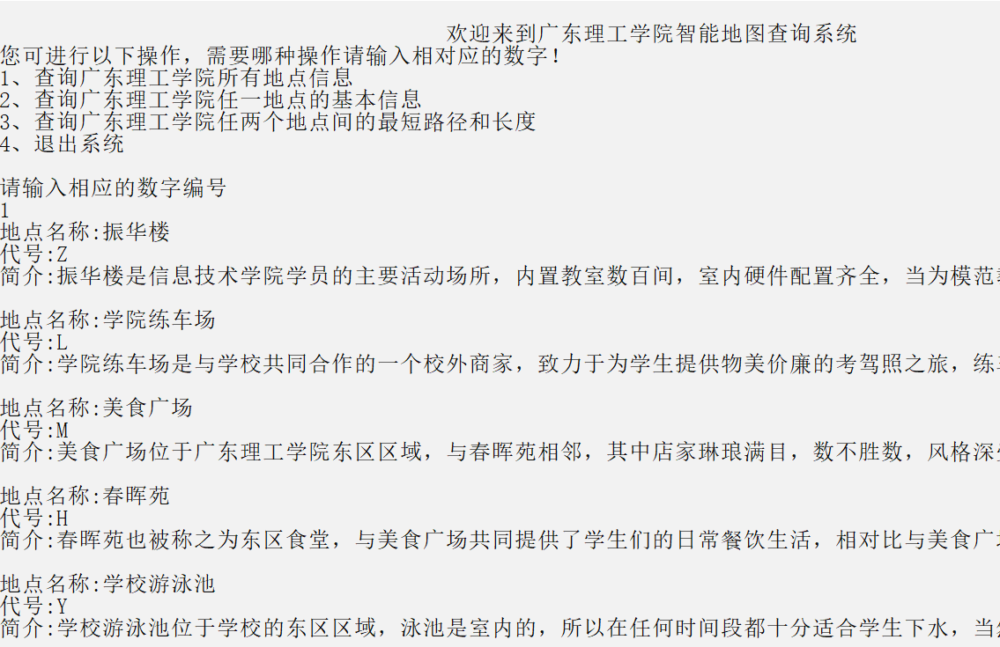 欢迎来到广东理工学院智能地图查询系统
您可进行以下操作，需要哪种操作请输入相对应的数字！
1、查询广东理工学院所有地点信息
2、查询广东理工学院任一地点的基本信息
3、查询广东理工学院任两个地点间的最短路径和长度
4、退出系统
请输入相应的数字编号
1
地点名称:振华楼
代号:Z
简介:振华楼是信息技术学院学员的主要活动场所，内置教室数百间，室内硬件配置齐全，当为模范
地点名称:学院练车场
代号:L
简介:学院练车场是与学校共同合作的一个校外商家，致力于为学生提供物美价廉的考驾照之旅，练
地点名称:美食广场
代号:M
简介:美食广场位于广东理工学院东区区域，与春晖苑相邻，其中店家琳琅满目，数不胜数，风格深
地点名称:春晖苑
代号:H
简介:春晖苑也被称之为东区食堂，与美食广场共同提供了学生们的日常餐饮生活，相对比与美食广
地点名称:学校游泳池
代号:Y
简介:学校游泳池位于学校的东区区域，泳池是室内的，所以在任何时间段都十分适合学生下水，当